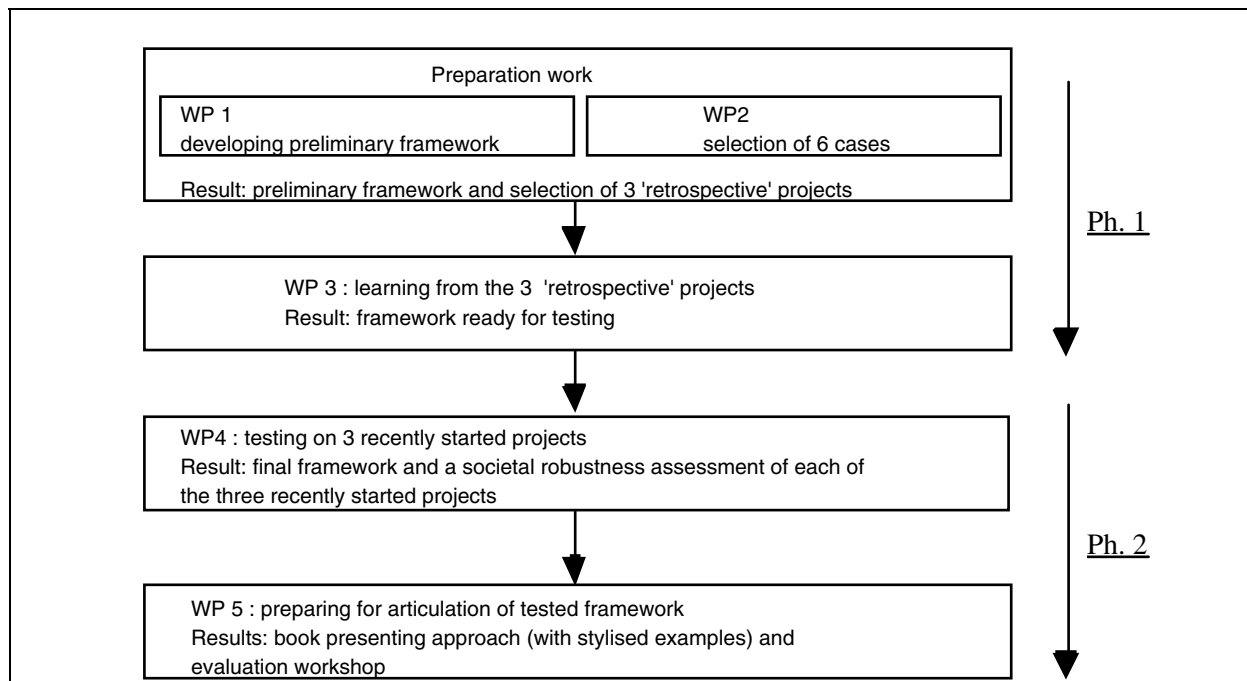 Preparation work
WP 1
developing preliminary framework
WP2
selection of 6 cases
Result: preliminary framework and selection of 3 'retrospective' projects
Ph. 1
WP 3 : learning from the 3 'retrospective' projects
Result: framework ready for testing
WP4 : testing on 3 recently started projects
Result: final framework and a societal robustness assessment of each of
the three recently started projects
Ph. 2
WP 5 : preparing for articulation of tested framework
Results: book presenting approach (with stylised examples) and
evaluation workshop